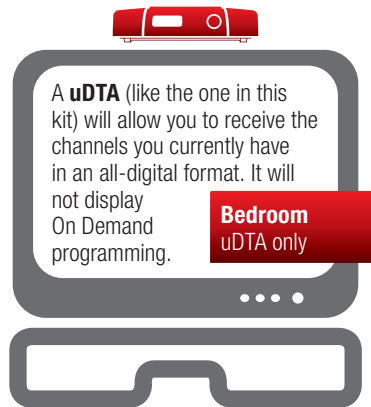 A uDTA (like the one in this
kit) will allow you to receive the
channels you currently have
in an all-digital format. It will
not display
On Demand
programming.
Bedroom
uDTA only